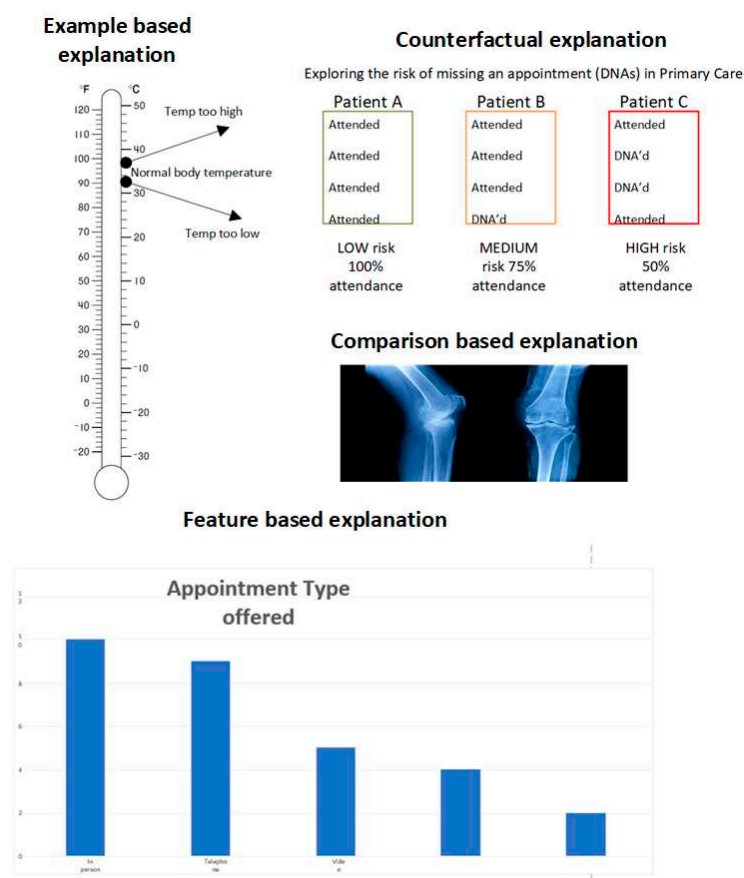 Example based
explanation
°F
°C
120
110
100
90
80
70
60
50
40
30
20
10
0
-10
-20
50
40
30
20
10
0
-10
-20
-30
Temp too high
Normal body temperature
Temp too low
Counterfactual explanation
Exploring the risk of missing an appointment (DNAs) in Primary Care
Patient A
Attended
Attended
Attended
Attended
LOW risk
100%
attendance
Patient B
Attended
Attended
Attended
DNA'd
MEDIUM
risk 75%
attendance
Patient C
Attended
DNA'd
DNA'd
Attended
HIGH risk
50%
attendance
Comparison based explanation
Feature based explanation
Appointment Type
offered
1
2
1
0
8
6
4
2
0
In
person
Telepho
ne
Vide
o